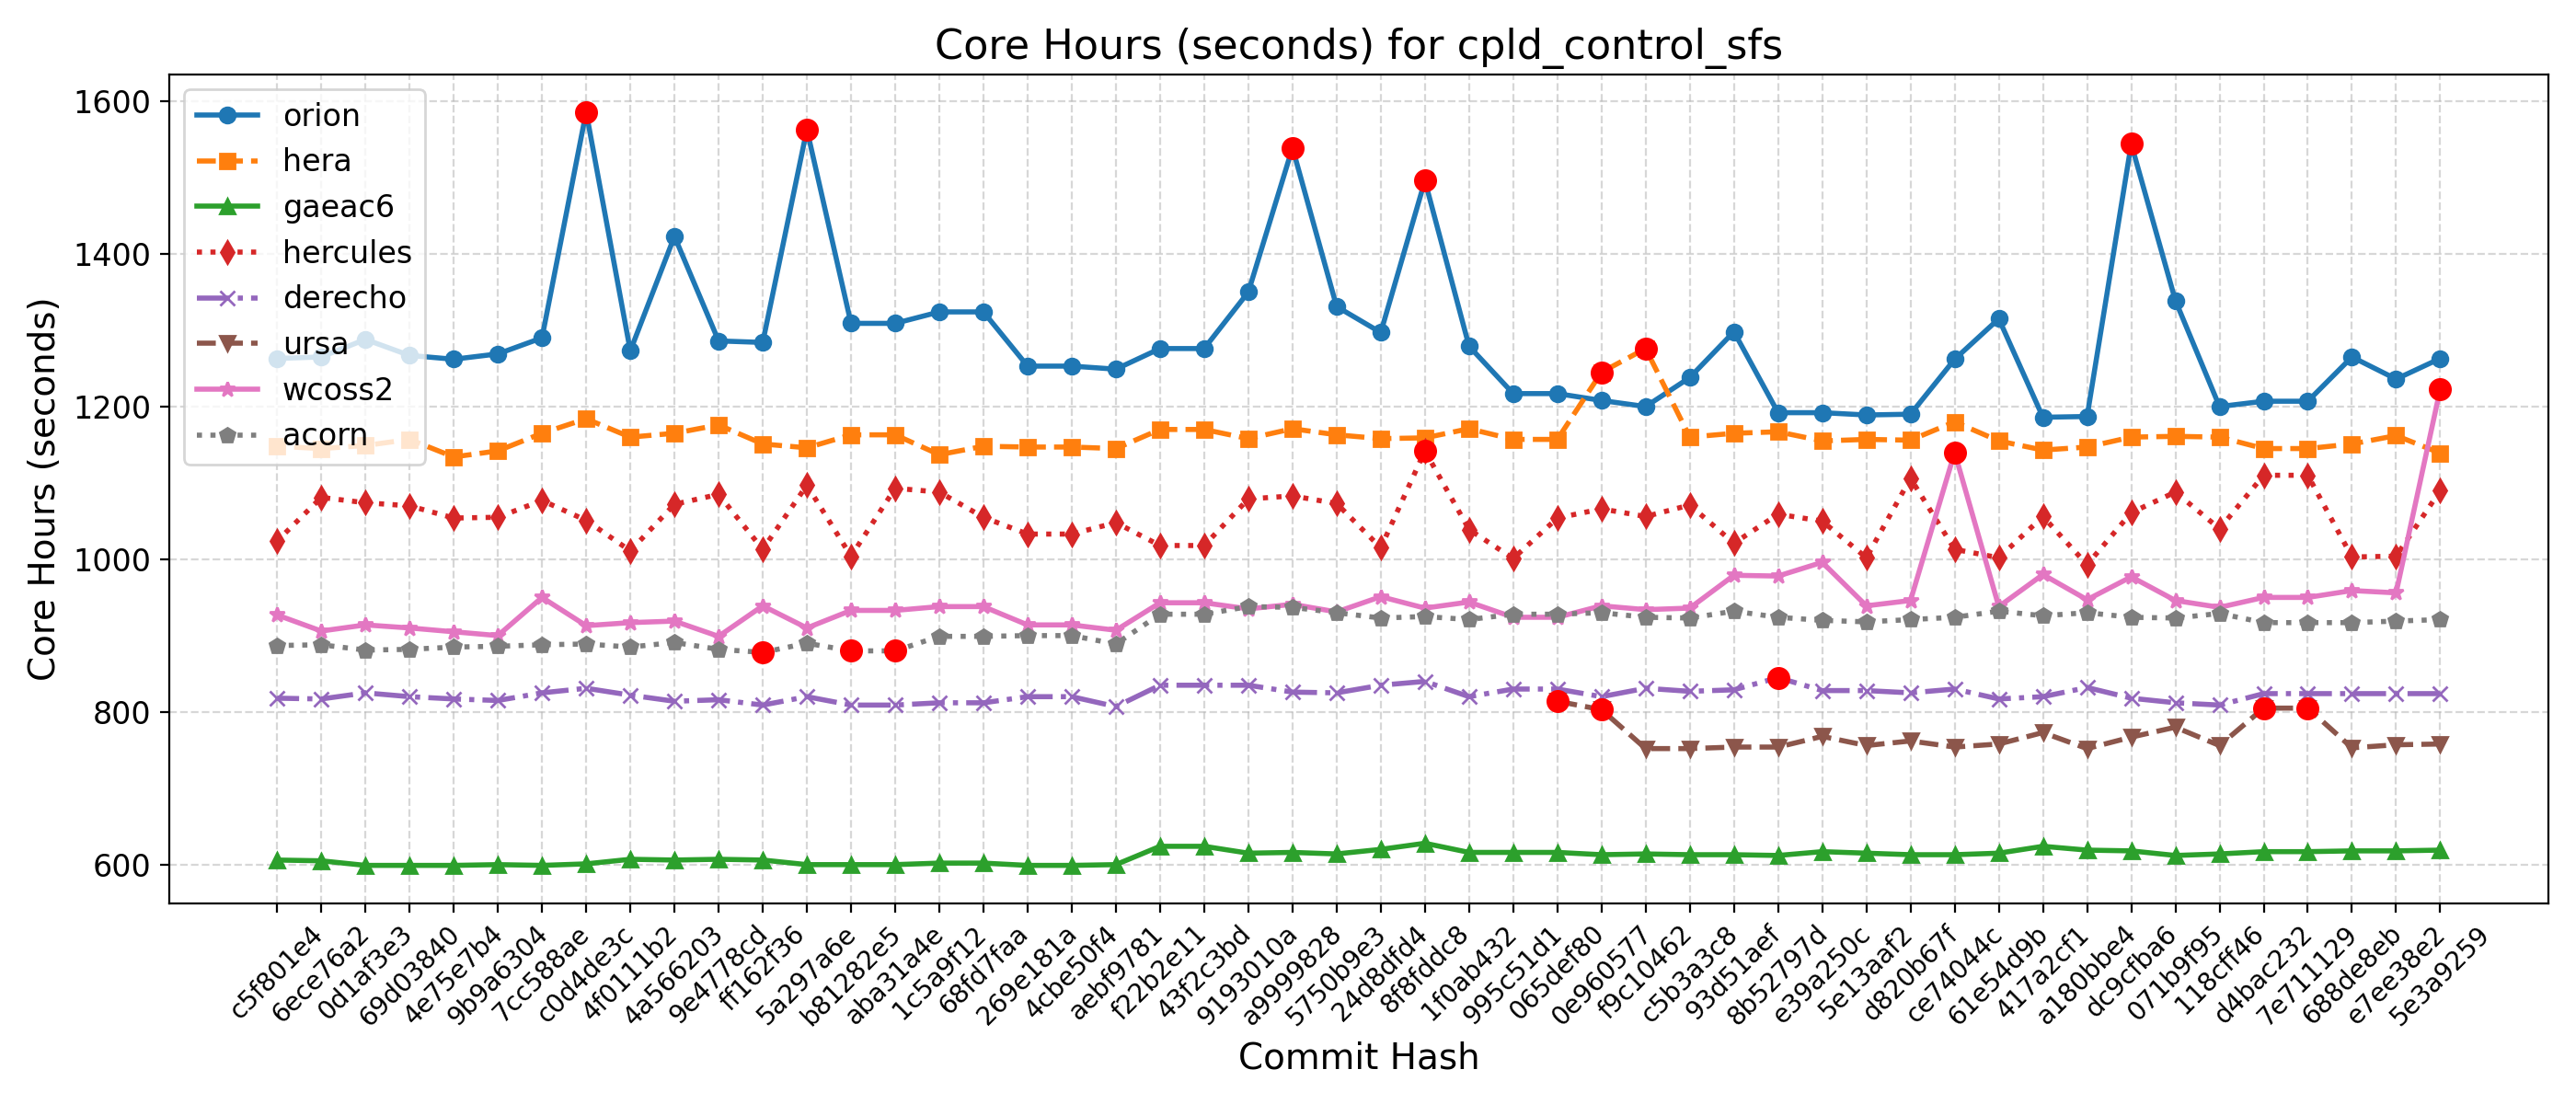 Core Hours (seconds) for cpld_control_sfs
Core Hours (seconds)
1600
1400
1200
1000
800
600
orion
hera
gaeac6
hercules
derecho
ursa
wcoss2
acorn
c5f801e4
6ece76a2
0d1af3e3
69d03840
4e75e7b4
9b9a6304
7cc588ae
c0d4de3c
4f0111b2
4a566203
9e4778cd
ff162f36
5a297a6e
b81282e5
aba31a4e
1c5a9f12
68fd7faa
269e181a
4cbe50f4
aebf9781
f22b2e11
43f2c3bd
9193010a
a9999828
5750b9e3
24d8dfd4
8f8fddc8
1f0ab432
995c51d1
065def80
0e960577
f9c10462
c5b3a3c8
93d51aef
8b52797d
e39a250c
5e13aaf2
d820b67f
ce74044c
61e54d9b
417a2cf1
a180bbe4
dc9cfba6
071b9f95
118cff46
d4bac232
7e711129
688de8eb
e7ee38e2
5e3a9259
Commit Hash